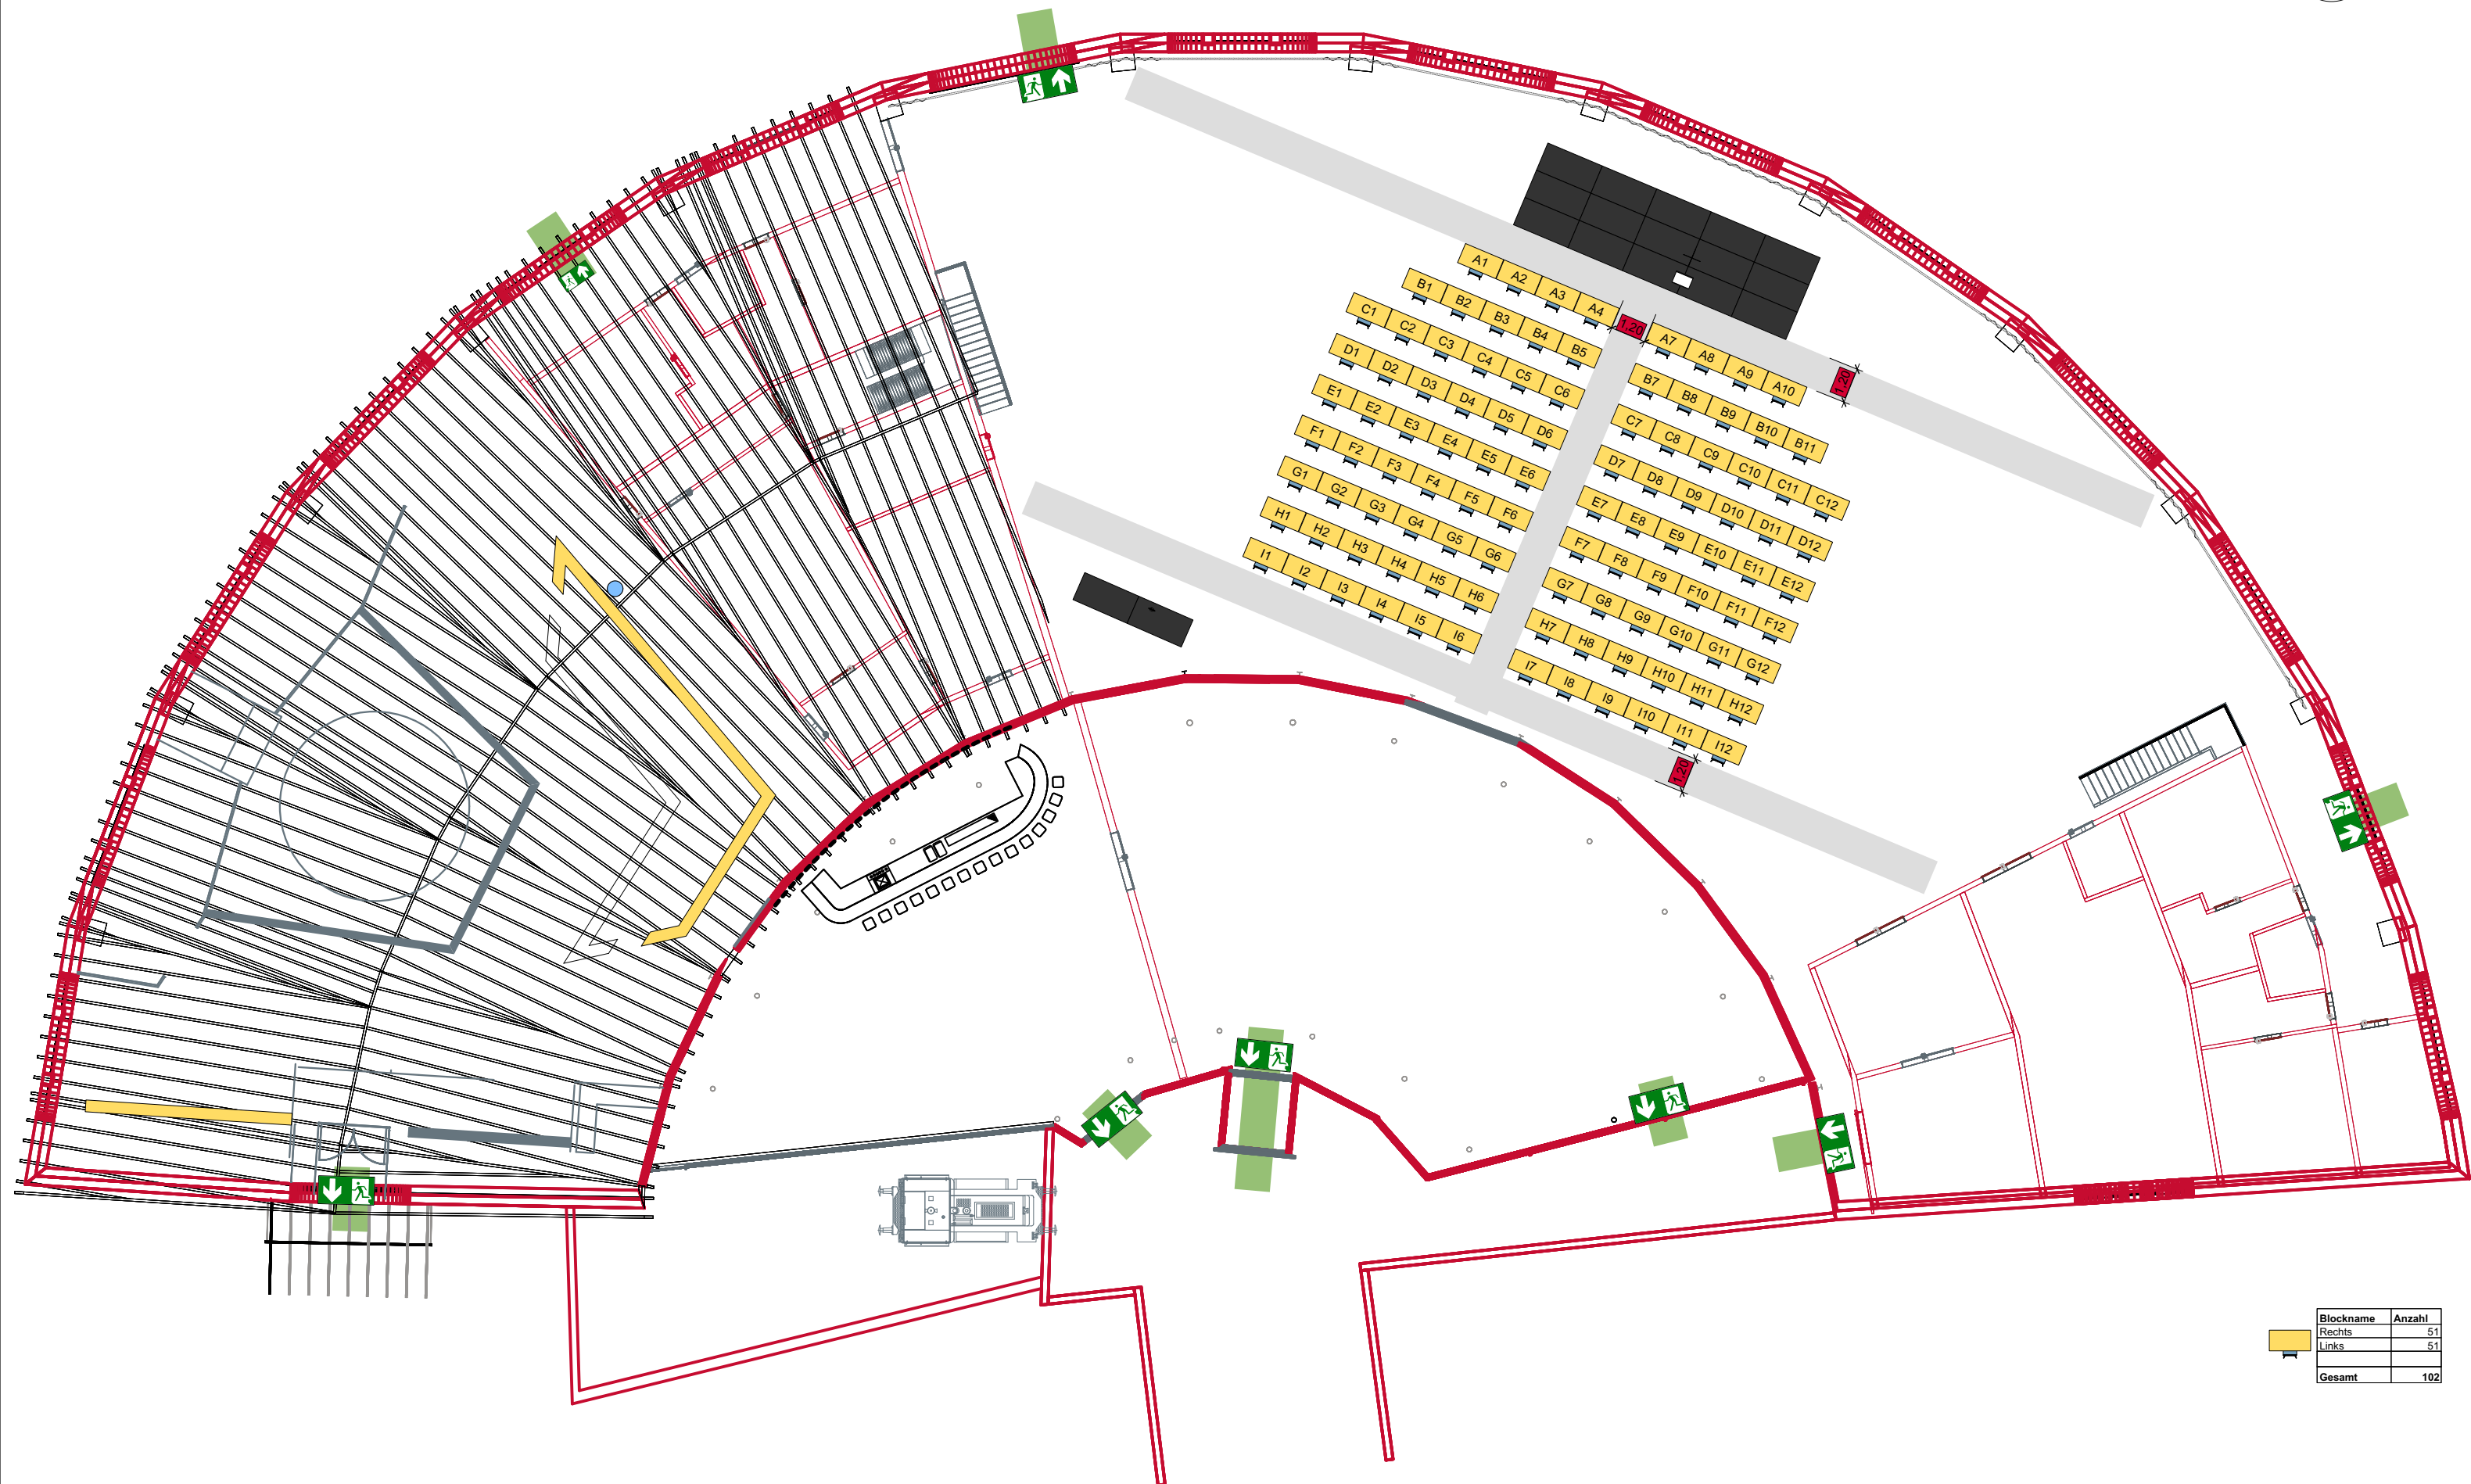 A1 A2 A3 A4 1,20 A7 A8 A9 A10 1,20
B1 B2 B3 B4 B5 B7 B8 B9 B10 B11
C1 C2 C3 C4 C5 C6 C7 C8 C9 C10 C11 C12
D1 D2 D3 D4 D5 D6 D7 D8 D9 D10 D11 D12
E1 E2 E3 E4 E5 E6 E7 E8 E9 E10 E11 E12
F1 F2 F3 F4 F5 F6 F7 F8 F9 F10 F11 F12
G1 G2 G3 G4 G5 G6 G7 G8 G9 G10 G11 G12
H1 H2 H3 H4 H5 H6 H7 H8 H9 H10 H11 H12
I1 I2 I3 I4 I5 I6 I7 I8 I9 I10 I11 I12
1,20
Blockname Anzahl
Rechts 51
Links 51
Gesamt 102